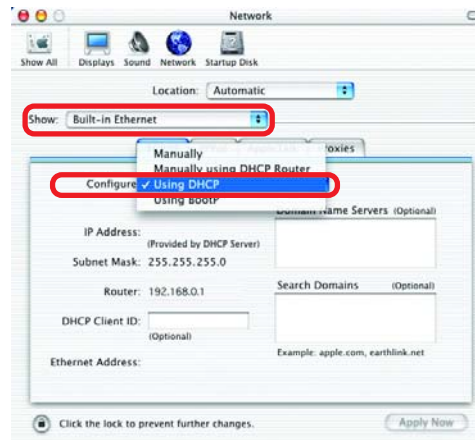 Network
Show All Displays Sound Network Startup Disk
Location: Automatic
Show: Built-in Ethernet
Proxies
Manually
Manually using DHCP Router
Configure ✓ Using DHCP
Using BootP
Domain Name Servers (Optional)
IP Address:
(Provided by DHCP Server)
Subnet Mask: 255.255.255.0
Router: 192.168.0.1
Search Domains (Optional)
DHCP Client ID:
(Optional)
Example: apple.com, earthlink.net
Ethernet Address:
Click the lock to prevent further changes.
Apply Now